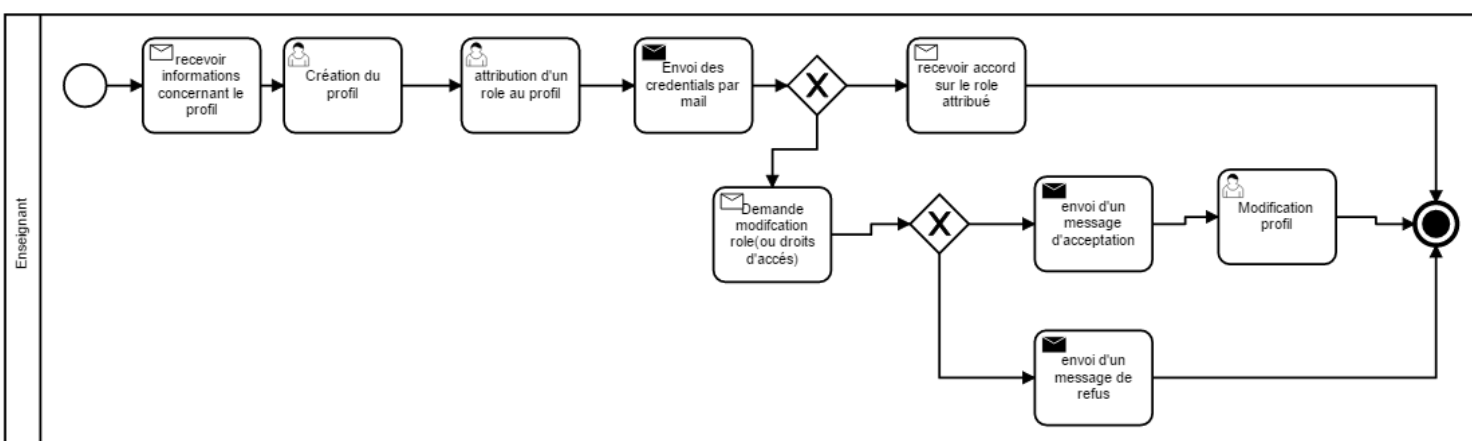 Enseignant
recevoir
informations
concernant le
profil
Création du
profil
attribution d'un
role au profil
Envoi des
credentials par
mail
X
recevoir accord
sur le role
attribué
Demande
modifcation
role(ou droits
d'accés)
X
envoi d'un
message
d'acceptation
Modification
profil
envoi d'un
message de
refus